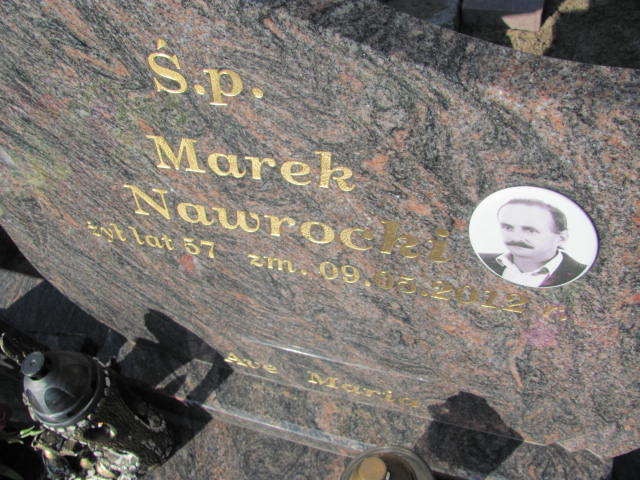 Ś.p.
Marek
Nawrocki
żył lat 57 zm. 09.05.2012 r.
Ave Maria